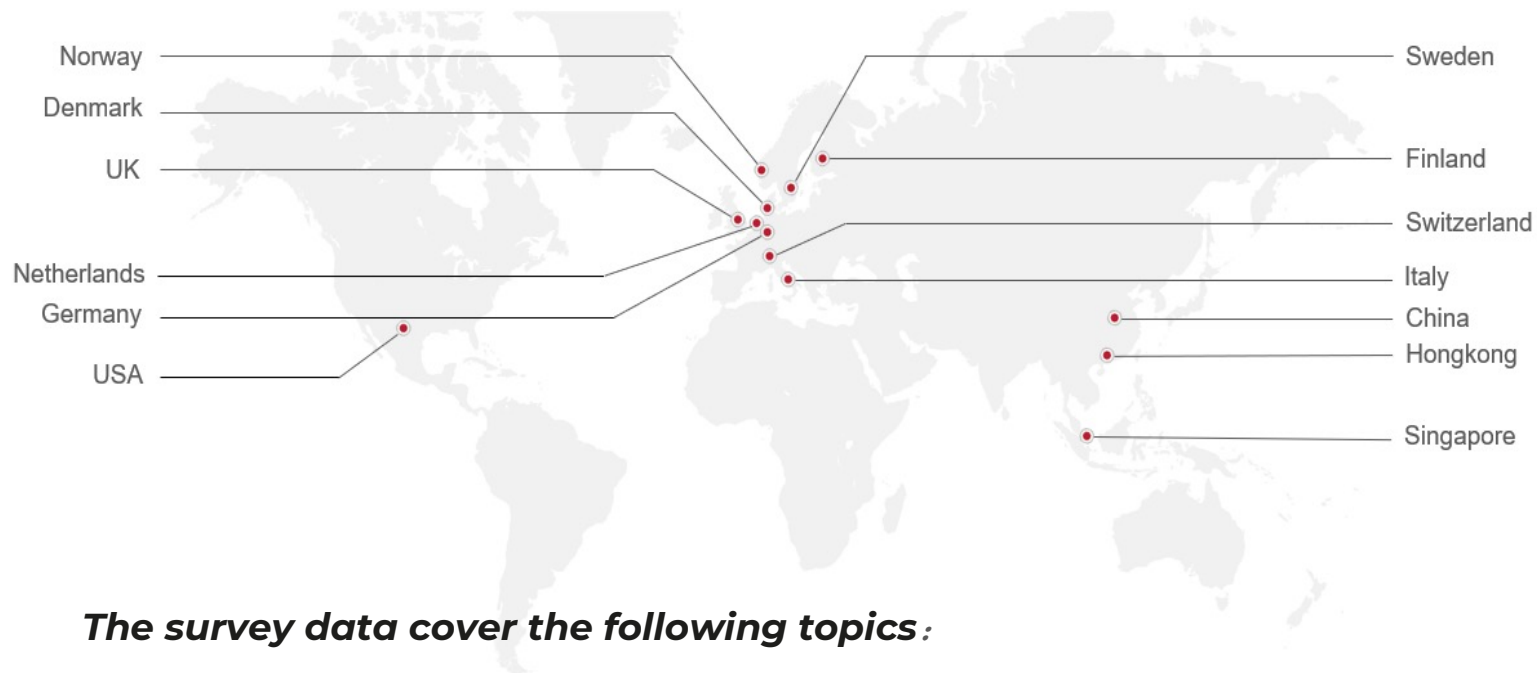 Norway
Denmark
UK
Netherlands
Germany
USA
Sweden
Finland
Switzerland
Italy
China
Hongkong
Singapore
The survey data cover the following topics: